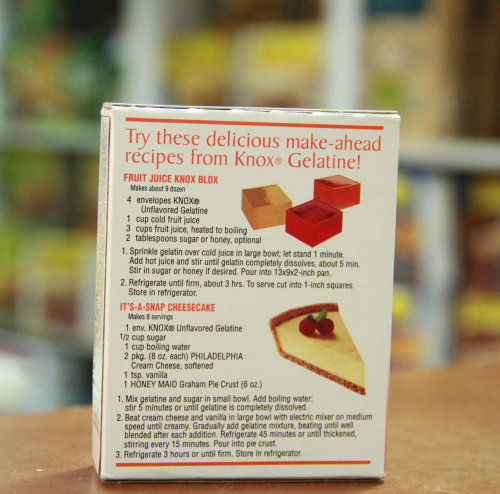 Try these delicious make-ahead
recipes from Knox® Gelatine!
FRUIT JUICE KNOX BLOX
Makes about 9 dozen
4 envelopes KNOX®
Unflavored Gelatine
1 cup cold fruit juice
3 cups fruit juice, heated to boiling
2 tablespoons sugar or honey, optional
1. Sprinkle gelatin over cold juice in large bowl; let stand 1 minute.
Add hot juice and stir until gelatin completely dissolves, about 5 min.
Stir in sugar or honey if desired. Pour into 13x9x2-inch pan.
2. Refrigerate until firm, about 3 hrs. To serve cut into 1-inch squares.
Store in refrigerator.
IT'S-A-SNAP CHEESECAKE
Makes 8 servings
1 env. KNOX® Unflavored Gelatine
1/2 cup sugar
1 cup boiling water
2 pkg. (8 oz. each) PHILADELPHIA
Cream Cheese, softened
1 tsp. vanilla
1 HONEY MAID Graham Pie Crust (6 oz.)
1. Mix gelatine and sugar in small bowl. Add boiling water;
stir 5 minutes or until gelatine is completely dissolved.
2. Beat cream cheese and vanilla in large bowl with electric mixer on medium
speed until creamy. Gradually add gelatine mixture, beating until well
blended after each addition. Refrigerate 45 minutes or until thickened,
stirring every 15 minutes. Pour into pie crust.
3. Refrigerate 3 hours or until firm. Store in refrigerator.